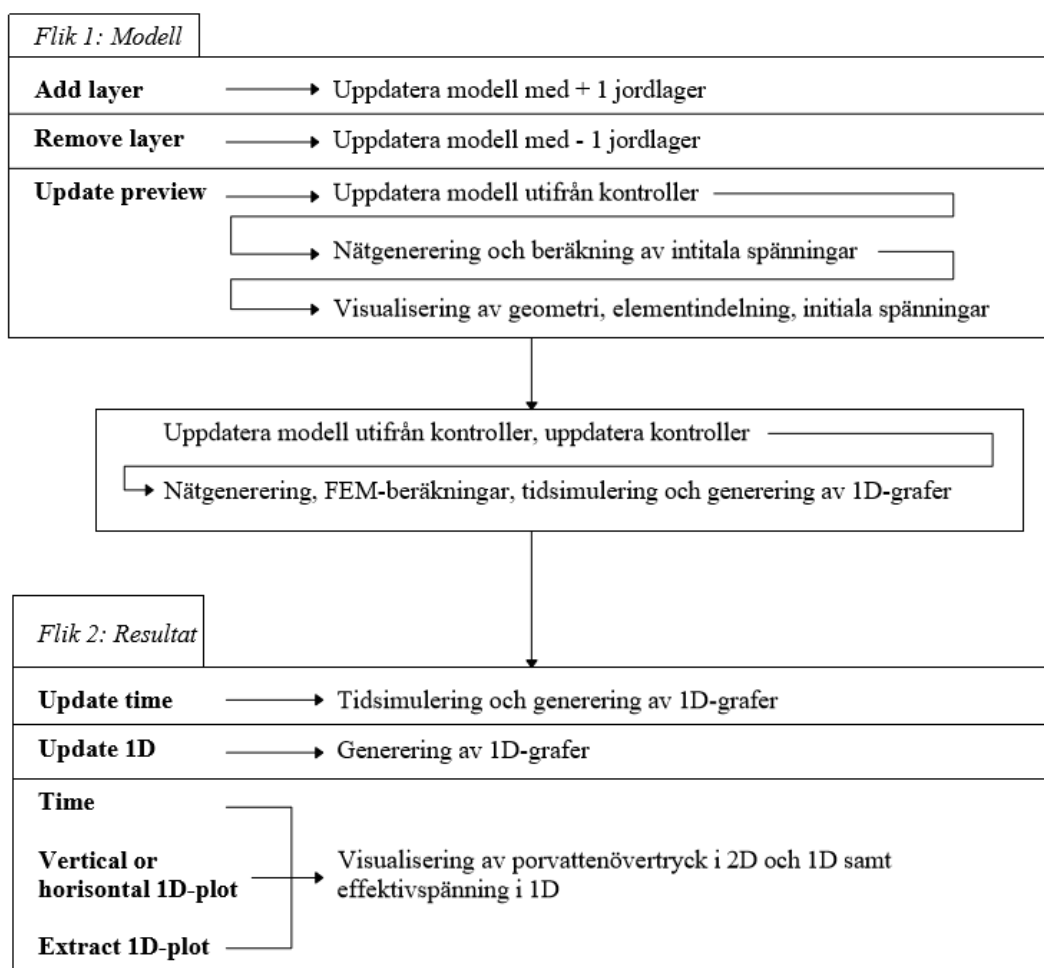 Flik 1: Modell
Add layer Uppdatera modell med + 1 jordlager
Remove layer Uppdatera modell med - 1 jordlager
Update preview Uppdatera modell utifrån kontroller
Nätgenerering och beräkning av intitala spänningar
Visualisering av geometri, elementindelning, initiala spänningar
Uppdatera modell utifrån kontroller, uppdatera kontroller
Nätgenerering, FEM-beräkningar, tidsimulering och generering av 1D-grafer
Flik 2: Resultat
Update time Tidsimulering och generering av 1D-grafer
Update 1D Generering av 1D-grafer
Time
Vertical or
horisontal 1D-plot
Visualisering av porvattenövertryck i 2D och 1D samt
effektivspänning i 1D
Extract 1D-plot